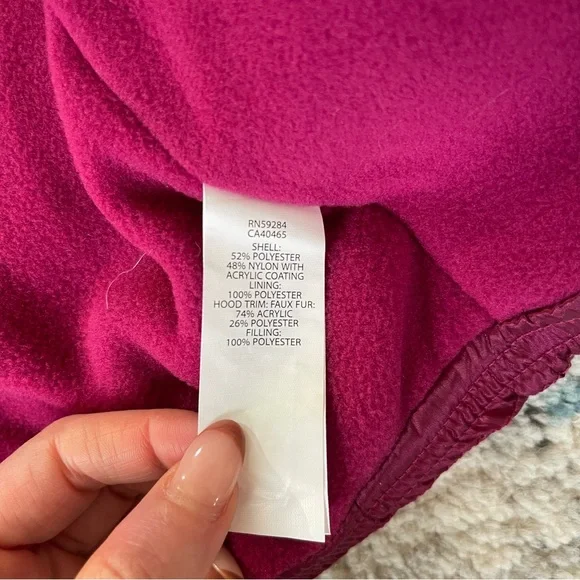 RN59284
CA40465
SHELL:
52% POLYESTER
48% NYLON WITH
ACRYLIC COATING
LINING:
100% POLYESTER
HOOD TRIM: FAUX FUR:
74% ACRYLIC
26% POLYESTER
FILLING:
100% POLYESTER